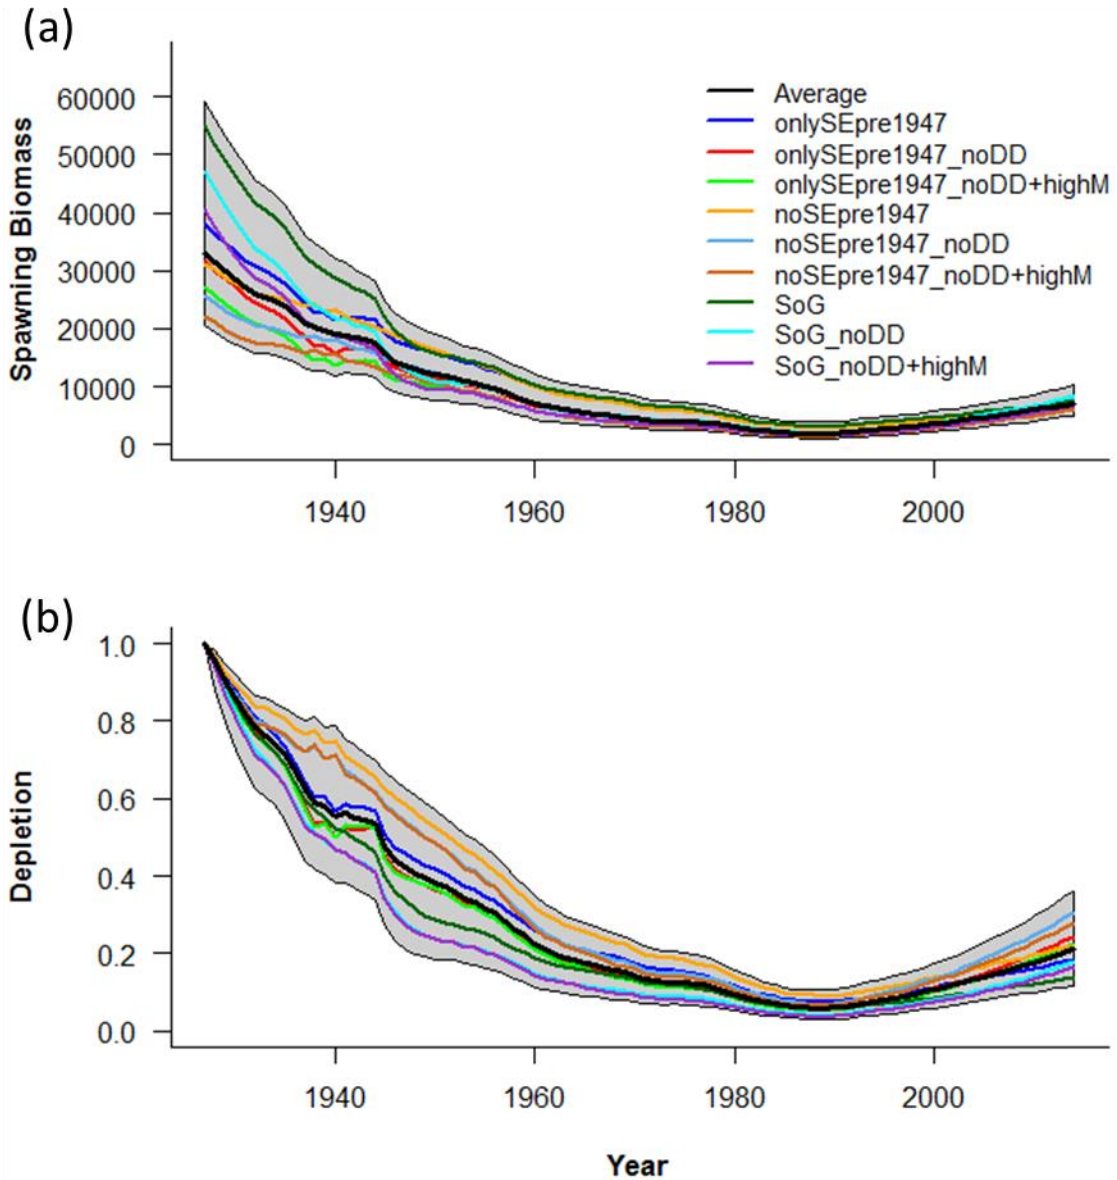 (a)
Spawning Biomass
60000
50000
40000
30000
20000
10000
0
Average
onlySEpre1947
onlySEpre1947_noDD
onlySEpre1947_noDD+highM
noSEpre1947
noSEpre1947_noDD
noSEpre1947_noDD+highM
SoG
SoG_noDD
SoG_noDD+highM
1940 1960 1980 2000
(b)
Depletion
1.0
0.8
0.6
0.4
0.2
0.0
1940 1960 1980 2000
Year